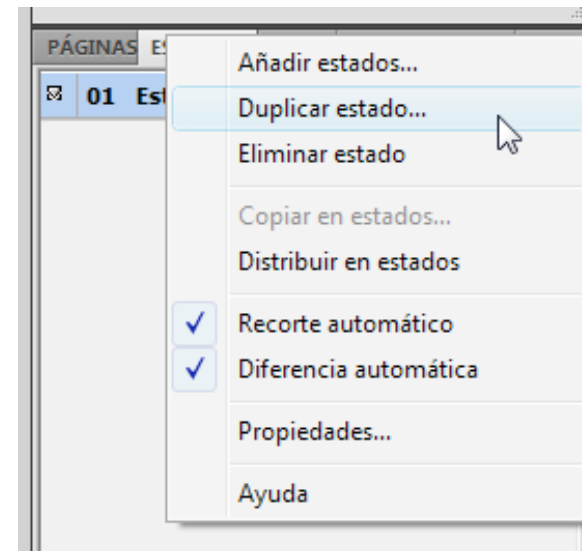 PÁGINAS
Añadir estados...
01
Duplicar estado...
Eliminar estado
Copiar en estados...
Distribuir en estados
Recorte automático
Diferencia automática
Propiedades...
Ayuda